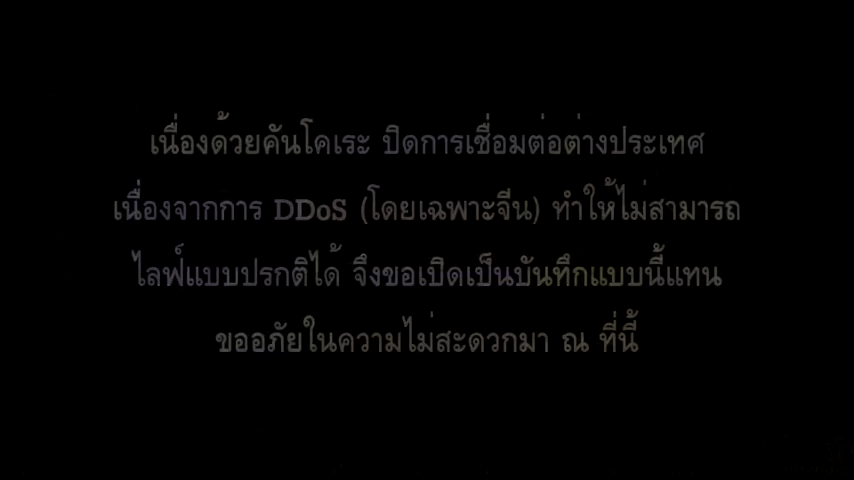 เนื่องด้วยคันโคเระ ปิดการเชื่อมต่อต่างประเทศ
เนื่องจากการ DDoS (โดยเฉพาะจีน) ทำให้ไม่สามารถ
ไลฟ์แบบปรกติได้ จึงขอเปิดเป็นบันทึกแบบนี้แทน
ขออภัยในความไม่สะดวกมา ณ ที่นี้